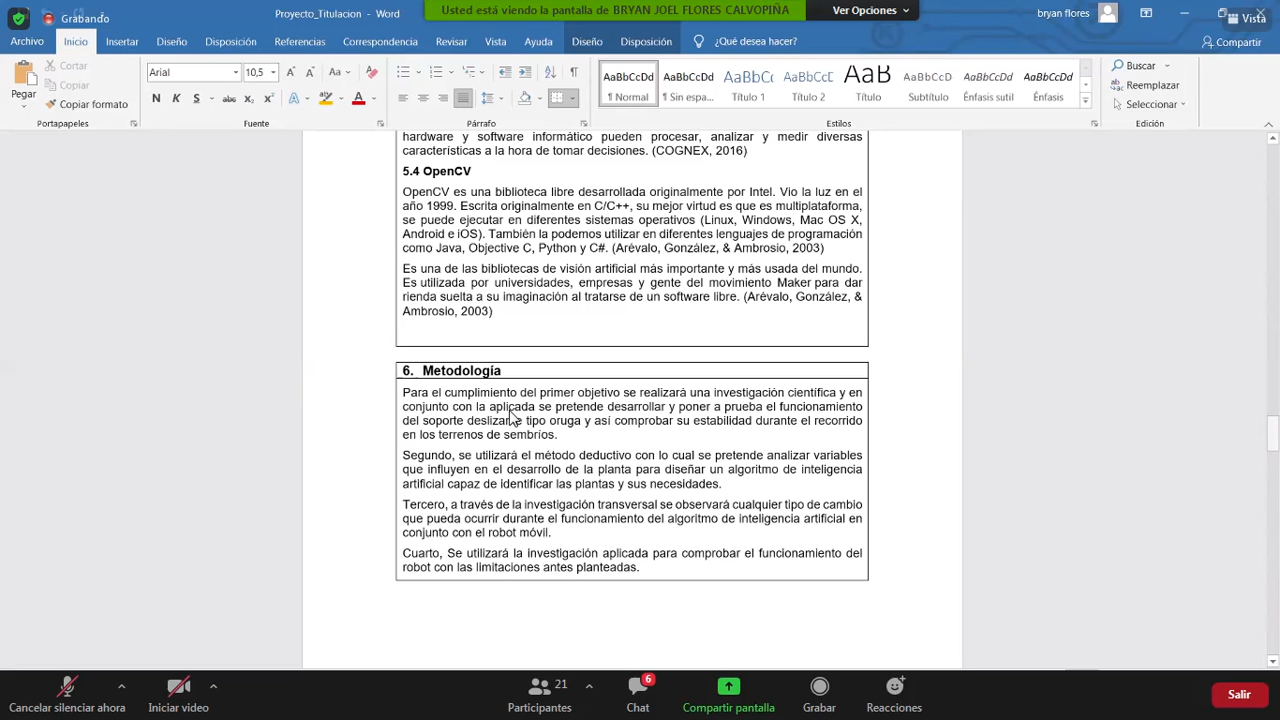 Grabando
Proyecto_Titulacion - Word
Usted está viendo la pantalla de BRYAN JOEL FLORES CALVOPIÑA
Ver Opciones
bryan flores
Vista
Archivo
Inicio
Insertar
Diseño
Disposición
Referencias
Correspondencia
Revisar
Vista
Ayuda
Diseño
Disposición
¿Qué desea hacer?
Compartir
Pegar
Cortar
Copiar
Copiar formato
Portapapeles
Arial
10,5
Aa
N K S abc x₂ x²
Fuente
Párrafo
AaBbCcDd
¶ Normal
AaBbCcDd
¶ Sin espa...
AaBbCc
Título 1
AaBbCcD
Título 2
AaB
Título
AaBbCcD
Subtítulo
AaBbCcDd
Énfasis sutil
AaBbCcDd
Énfasis
Estilos
Buscar
Reemplazar
Seleccionar
Edición
hardware y software informático pueden procesar, analizar y medir diversas
características a la hora de tomar decisiones. (COGNEX, 2016)
5.4 OpenCV
OpenCV es una biblioteca libre desarrollada originalmente por Intel. Vio la luz en el
año 1999. Escrita originalmente en C/C++, su mejor virtud es que es multiplataforma,
se puede ejecutar en diferentes sistemas operativos (Linux, Windows, Mac OS X,
Android e iOS). También la podemos utilizar en diferentes lenguajes de programación
como Java, Objective C, Python y C#. (Arévalo, González, & Ambrosio, 2003)
Es una de las bibliotecas de visión artificial más importante y más usada del mundo.
Es utilizada por universidades, empresas y gente del movimiento Maker para dar
rienda suelta a su imaginación al tratarse de un software libre. (Arévalo, González, &
Ambrosio, 2003)
6. Metodología
Para el cumplimiento del primer objetivo se realizará una investigación científica y en
conjunto con la aplicada se pretende desarrollar y poner a prueba el funcionamiento
del soporte deslizante tipo oruga y así comprobar su estabilidad durante el recorrido
en los terrenos de sembríos.
Segundo, se utilizará el método deductivo con lo cual se pretende analizar variables
que influyen en el desarrollo de la planta para diseñar un algoritmo de inteligencia
artificial capaz de identificar las plantas y sus necesidades.
Tercero, a través de la investigación transversal se observará cualquier tipo de cambio
que pueda ocurrir durante el funcionamiento del algoritmo de inteligencia artificial en
conjunto con el robot móvil.
Cuarto, Se utilizará la investigación aplicada para comprobar el funcionamiento del
robot con las limitaciones antes planteadas.
Cancelar silenciar ahora
Iniciar video
21
Participantes
6
Chat
Compartir pantalla
Grabar
Reacciones
Salir